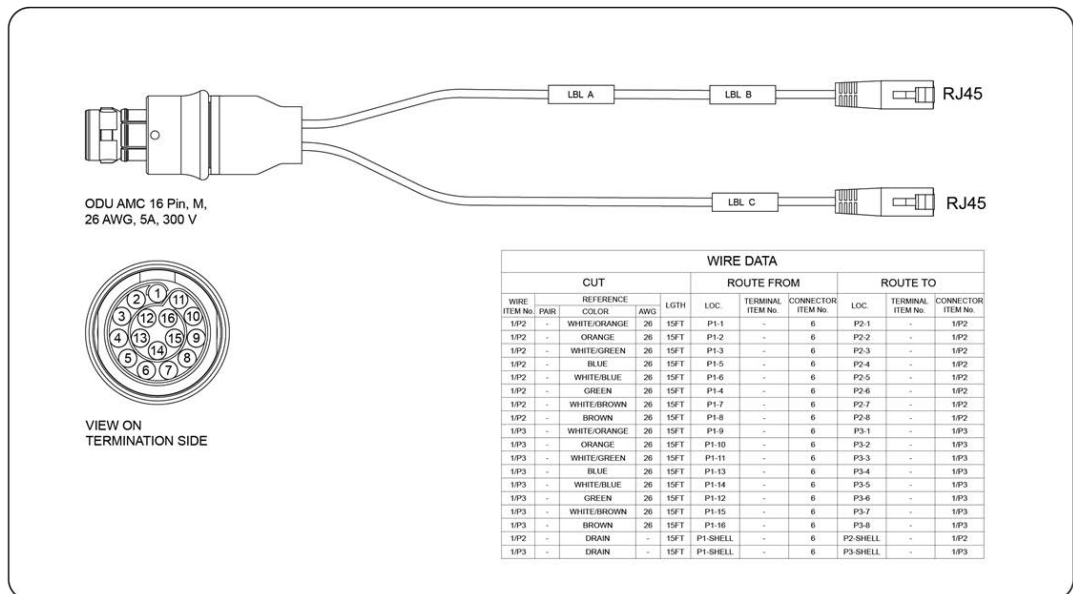 LBL A
LBL B
RJ45
LBL C
RJ45
ODU AMC 16 Pin, M,
26 AWG, 5A, 300 V
1
2
11
3
12
16
10
4
13
15
9
5
14
8
6
7
VIEW ON
TERMINATION SIDE
WIRE DATA
CUT ROUTE FROM ROUTE TO
WIRE ITEM No. REFERENCE PAIR COLOR AWG LGTH LOC. TERMINAL ITEM No. CONNECTOR ITEM No. LOC. TERMINAL ITEM No. CONNECTOR ITEM No.
1/P2 - WHITE/ORANGE 26 15FT P1-1 - 6 P2-1 - 1/P2
1/P2 - ORANGE 26 15FT P1-2 - 6 P2-2 - 1/P2
1/P2 - WHITE/GREEN 26 15FT P1-3 - 6 P2-3 - 1/P2
1/P2 - BLUE 26 15FT P1-5 - 6 P2-4 - 1/P2
1/P2 - WHITE/BLUE 26 15FT P1-6 - 6 P2-5 - 1/P2
1/P2 - GREEN 26 15FT P1-4 - 6 P2-6 - 1/P2
1/P2 - WHITE/BROWN 26 15FT P1-7 - 6 P2-7 - 1/P2
1/P2 - BROWN 26 15FT P1-8 - 6 P2-8 - 1/P2
1/P3 - WHITE/ORANGE 26 15FT P1-9 - 6 P3-1 - 1/P3
1/P3 - ORANGE 26 15FT P1-10 - 6 P3-2 - 1/P3
1/P3 - WHITE/GREEN 26 15FT P1-11 - 6 P3-3 - 1/P3
1/P3 - BLUE 26 15FT P1-13 - 6 P3-4 - 1/P3
1/P3 - WHITE/BLUE 26 15FT P1-14 - 6 P3-5 - 1/P3
1/P3 - GREEN 26 15FT P1-12 - 6 P3-6 - 1/P3
1/P3 - WHITE/BROWN 26 15FT P1-15 - 6 P3-7 - 1/P3
1/P3 - BROWN 26 15FT P1-16 - 6 P3-8 - 1/P3
1/P2 - DRAIN - 15FT P1-SHELL - 6 P2-SHELL - 1/P2
1/P3 - DRAIN - 15FT P1-SHELL - 6 P3-SHELL - 1/P3